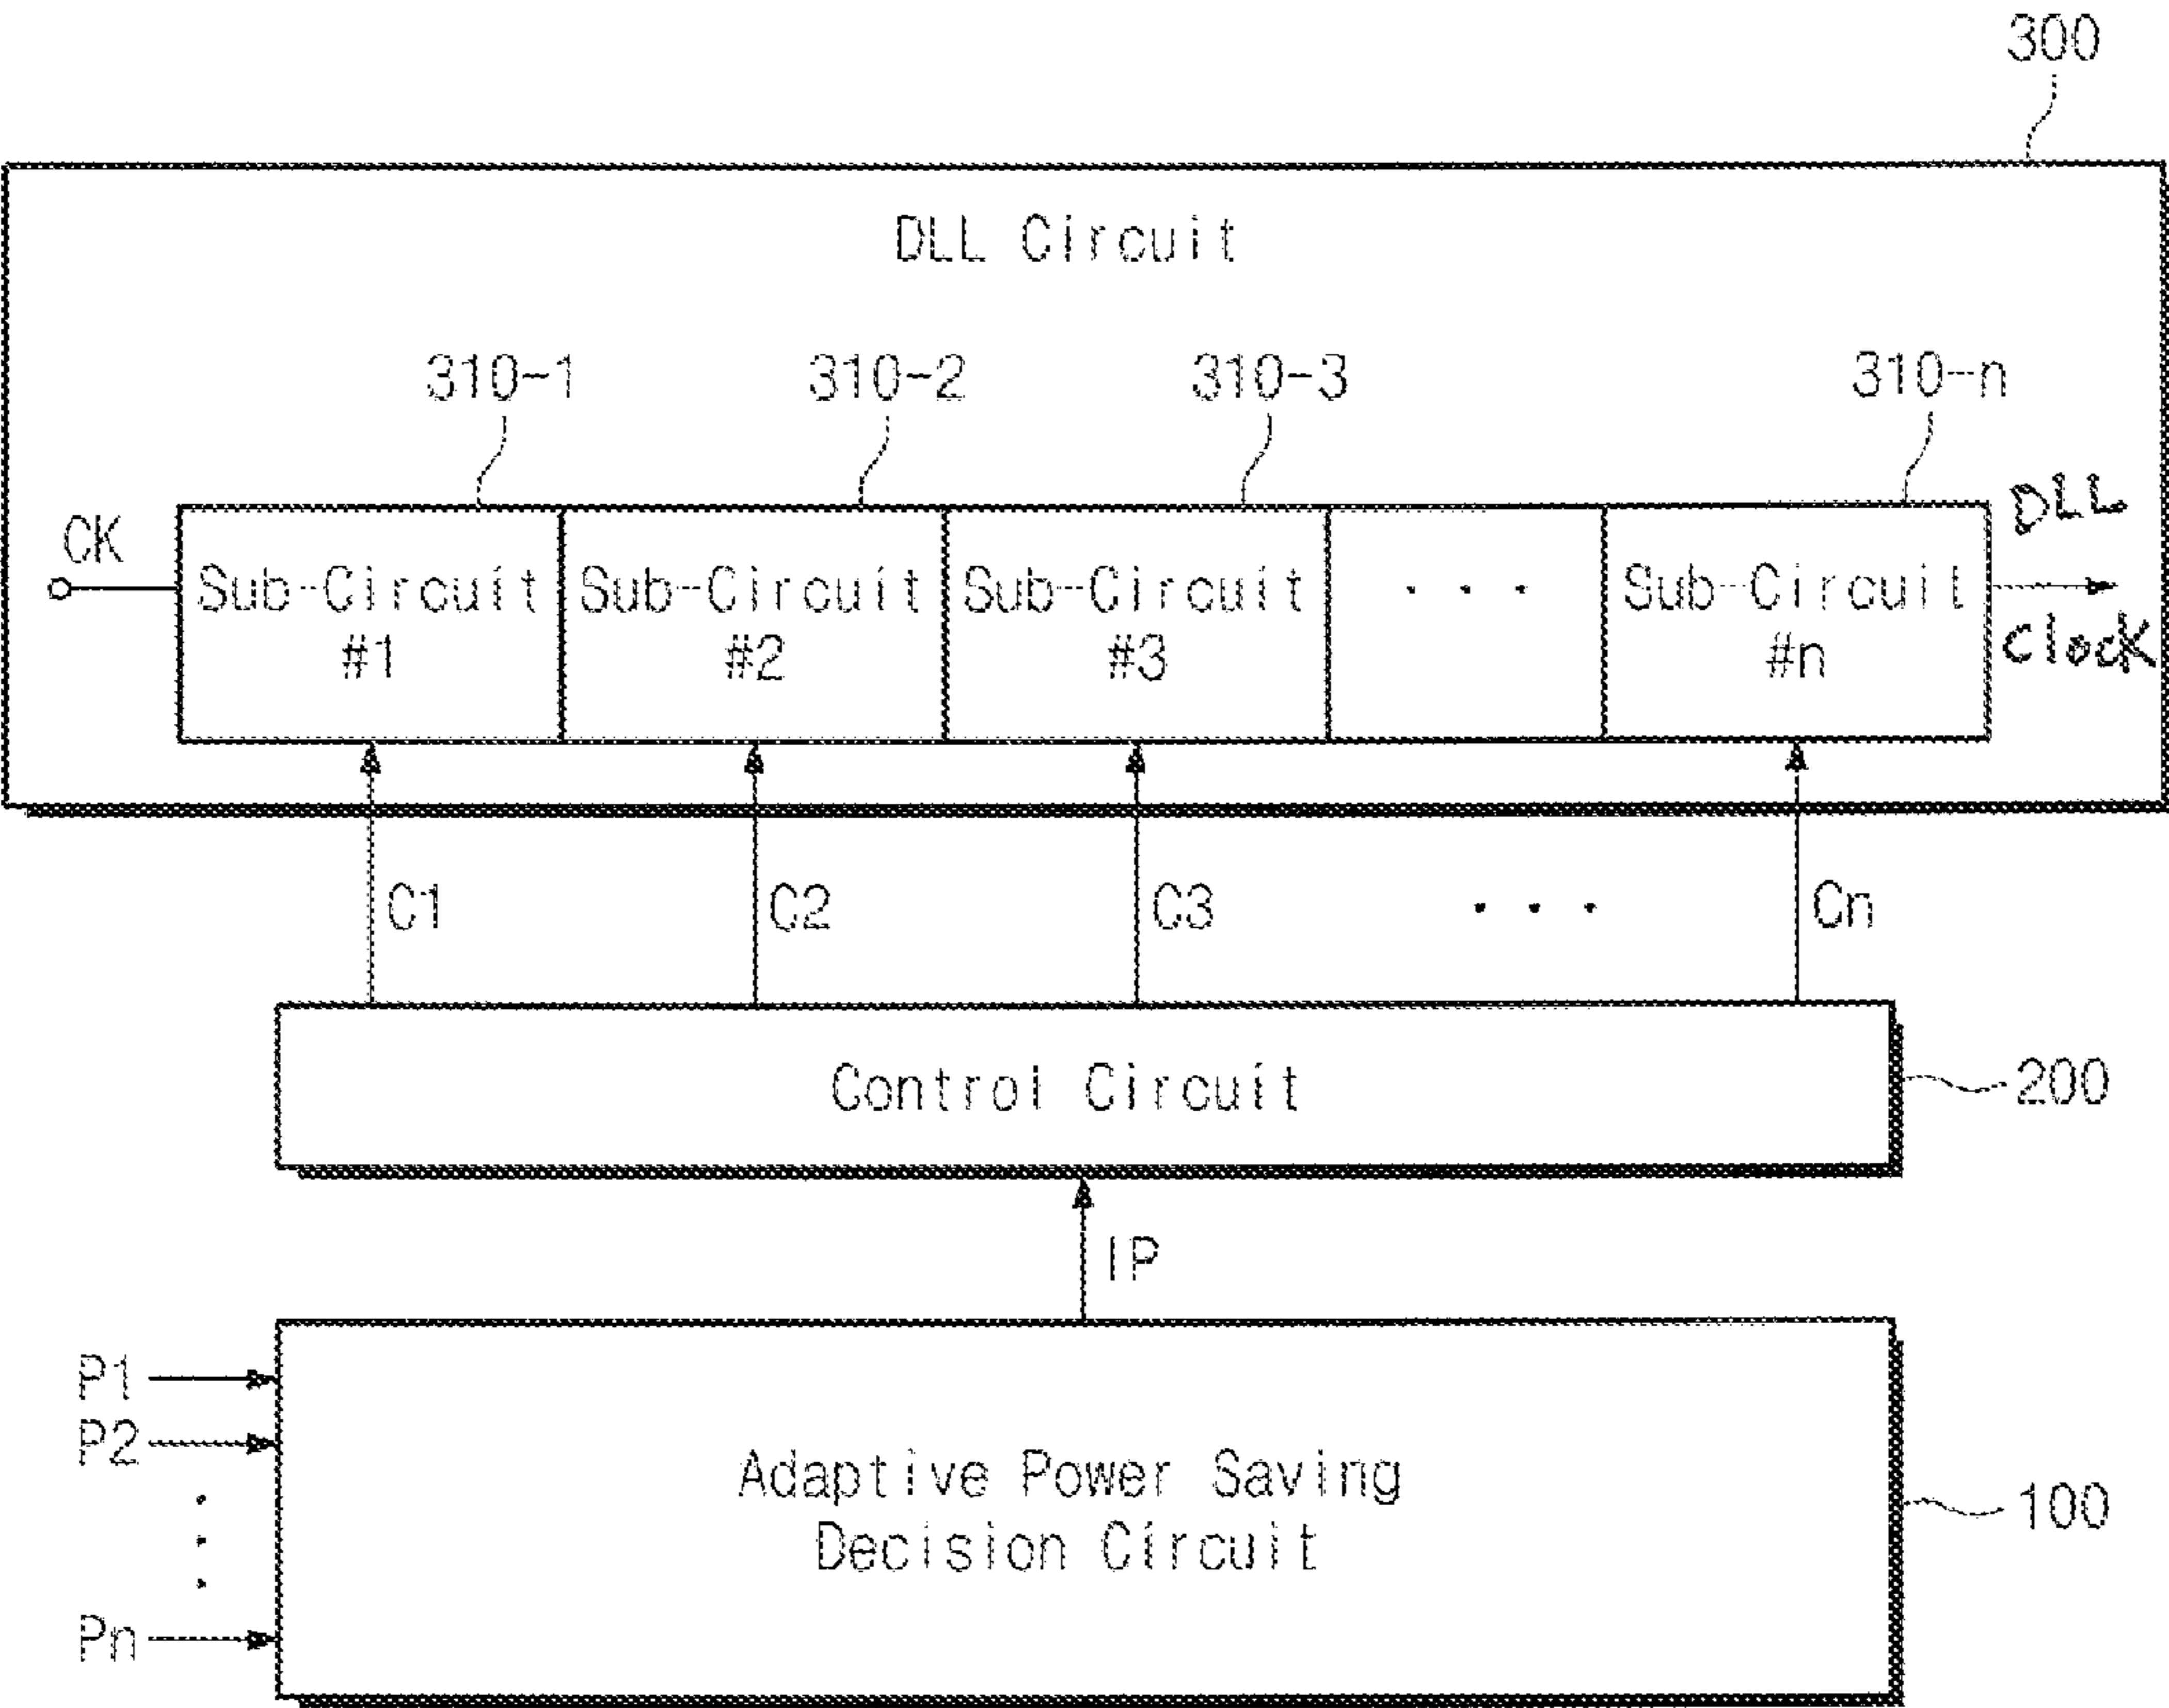 300
DLL Circuit
310-1
310-2
310-3
310-n
CK
Sub-Circuit
#1
Sub-Circuit
#2
Sub-Circuit
#3
. . .
Sub-Circuit
#n
DLL
Clock
C1
C2
C3
. . .
Cn
Control Circuit
200
IP
P1
P2
.
.
.
Pn
Adaptive Power Saving
Decision Circuit
100